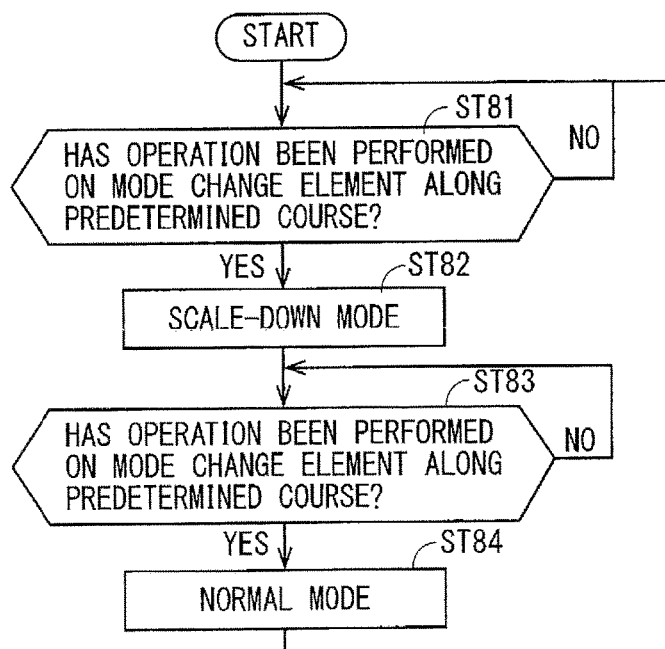 START
ST81
HAS OPERATION BEEN PERFORMED
ON MODE CHANGE ELEMENT ALONG
PREDETERMINED COURSE?
NO
YES
ST82
SCALE-DOWN MODE
ST83
HAS OPERATION BEEN PERFORMED
ON MODE CHANGE ELEMENT ALONG
PREDETERMINED COURSE?
NO
YES
ST84
NORMAL MODE